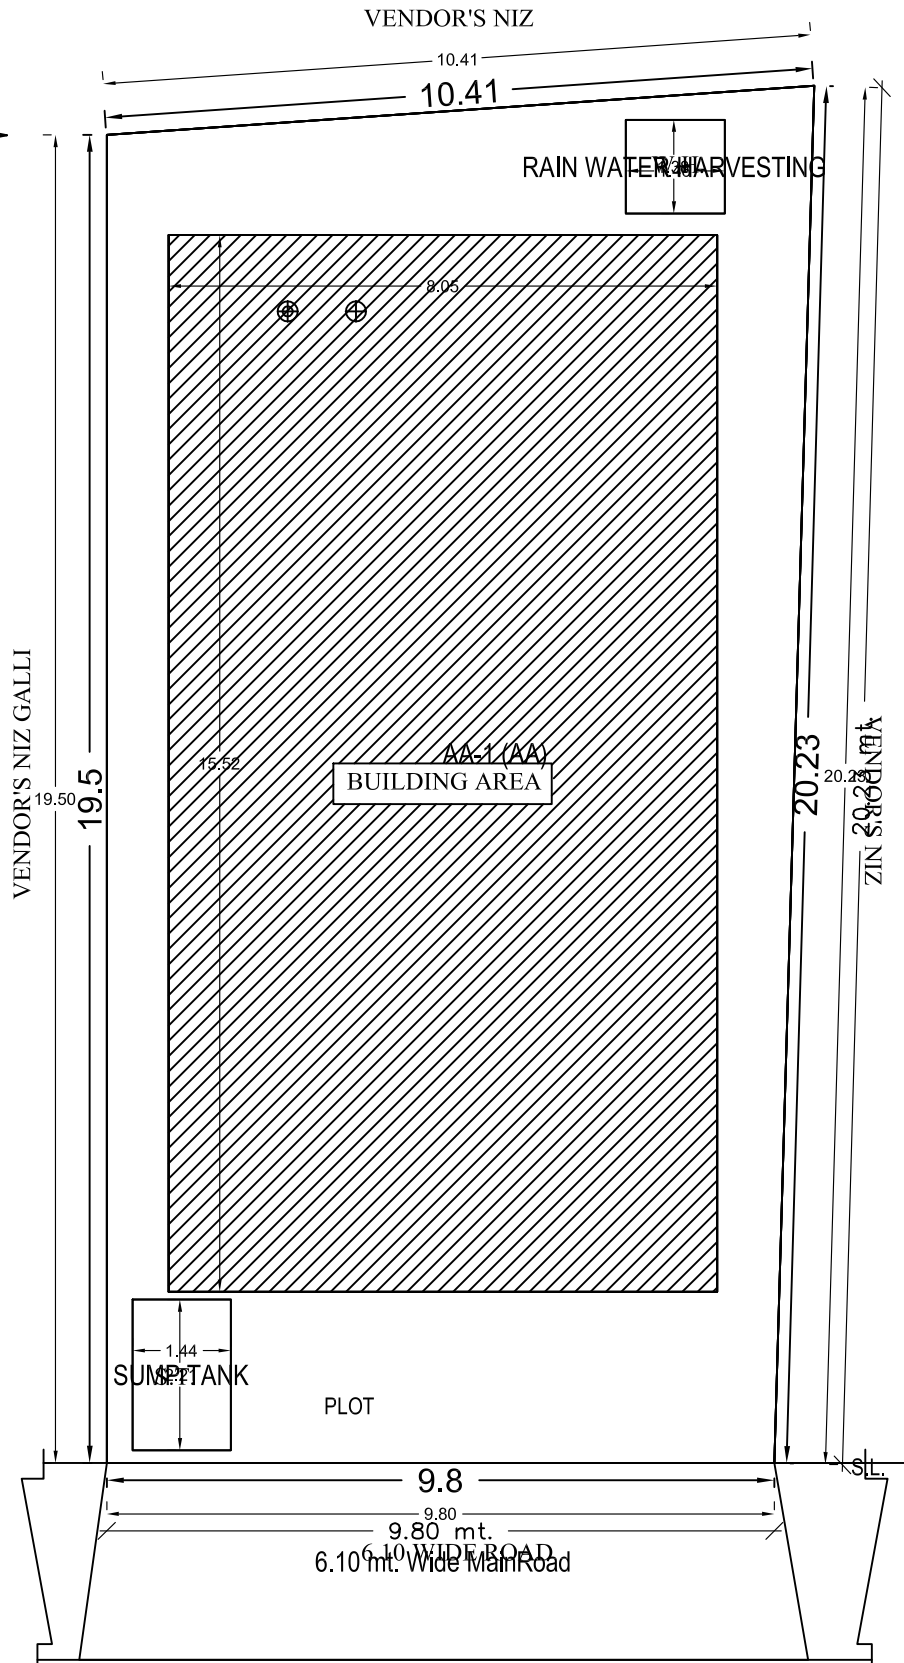 VENDOR'S NIZ
10.41
10.41
RAIN WATER HARVESTING
8.05
VENDOR'S NIZ GALLI
19.50
19.5
15.52
AA-1 (AA)
BUILDING AREA
20.23
20.23
20.23 mt.
VENDOR'S NIZ
1.44
SUMP TANK
PLOT
S.L.
9.8
9.80
9.80 mt.
6.10 WIDE ROAD
6.10 mt. Wide MainRoad